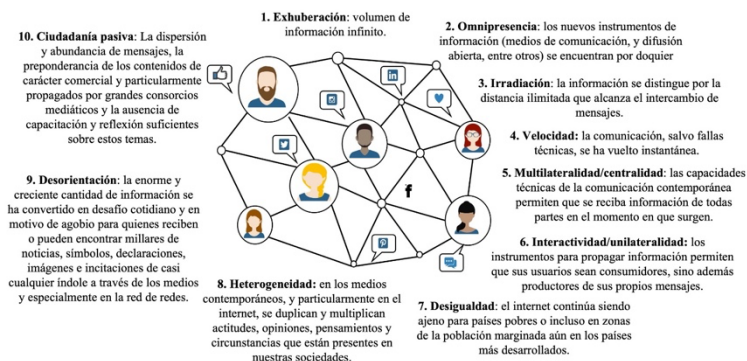 1. Exhuberación: volumen de
información infinito.
2. Omnipresencia: los nuevos instrumentos de
información (medios de comunicación, y difusión
abierta, entre otros) se encuentran por doquier
3. Irradiación: la información se distingue por la
distancia ilimitada que alcanza el intercambio de
mensajes.
4. Velocidad: la comunicación, salvo fallas
técnicas, se ha vuelto instantánea.
5. Multilateralidad/centralidad: las capacidades
técnicas de la comunicación contemporánea
permiten que se reciba información de todas
partes en el momento en que surgen.
6. Interactividad/unilateralidad: los
instrumentos para propagar información permiten
que sus usuarios sean consumidores, sino además
productores de sus propios mensajes.
7. Desigualdad: el internet continúa siendo
ajeno para países pobres o incluso en zonas
de la población marginada aún en los países
más desarrollados.
8. Heterogeneidad: en los medios
contemporáneos, y particularmente en el
internet, se duplican y multiplican
actitudes, opiniones, pensamientos y
circunstancias que están presentes en
nuestras sociedades.
9. Desorientación: la enorme y
creciente cantidad de información se
ha convertido en desafío cotidiano y en
motivo de agobio para quienes reciben
o pueden encontrar millares de
noticias, símbolos, declaraciones,
imágenes e incitaciones de casi
cualquier índole a través de los medios
y especialmente en la red de redes.
10. Ciudadanía pasiva: La dispersión
y abundancia de mensajes, la
preponderancia de los contenidos de
carácter comercial y particularmente
propagados por grandes consorcios
mediáticos y la ausencia de
capacitación y reflexión suficientes
sobre estos temas.
in
f